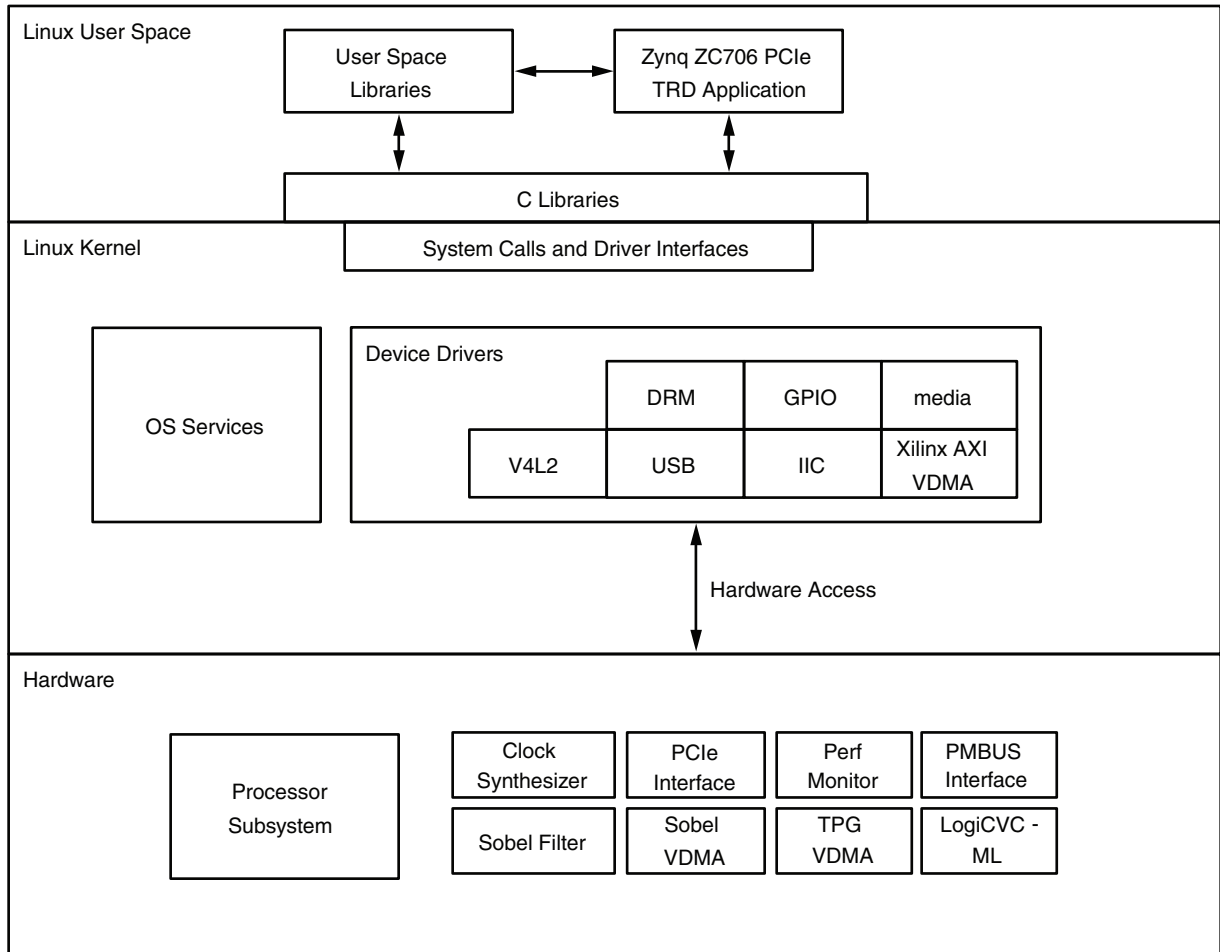 Linux User Space
User Space
Libraries
Zynq ZC706 PCIe
TRD Application
C Libraries
Linux Kernel
System Calls and Driver Interfaces
OS Services
Device Drivers
DRM
GPIO
media
V4L2
USB
IIC
Xilinx AXI
VDMA
Hardware Access
Hardware
Processor
Subsystem
Clock
Synthesizer
PCIe
Interface
Perf
Monitor
PMBUS
Interface
Sobel Filter
Sobel
VDMA
TPG
VDMA
LogiCVC -
ML